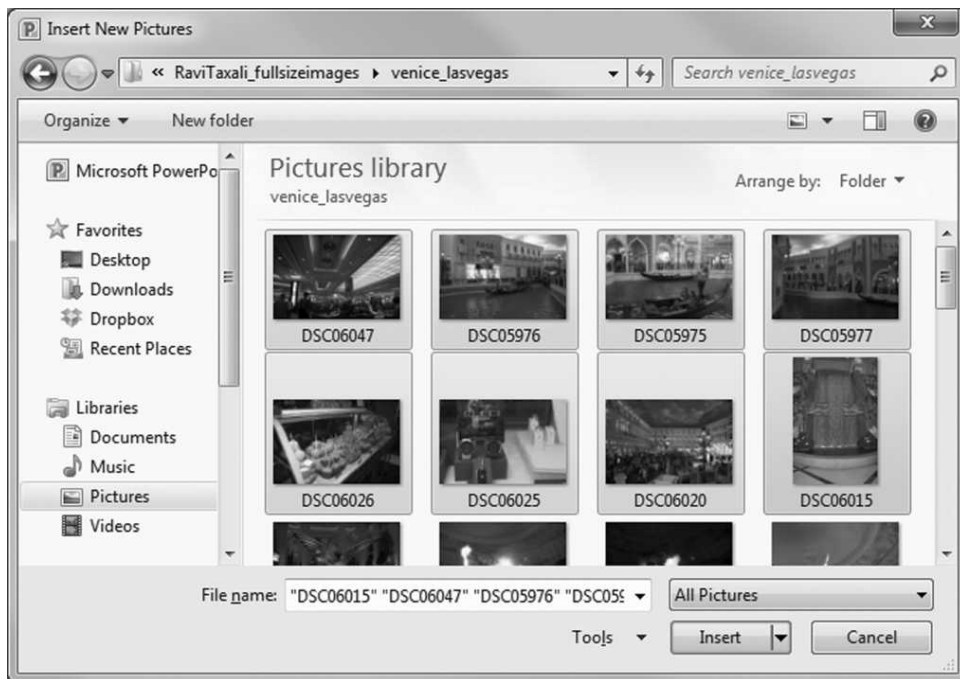 Insert New Pictures
« RaviTaxali_fullsizeimages ▸ venice_lasvegas
Search venice_lasvegas
Organize ▾ New folder
Microsoft PowerPo
Favorites
Desktop
Downloads
Dropbox
Recent Places
Libraries
Documents
Music
Pictures
Videos
Pictures library
venice_lasvegas
Arrange by: Folder ▾
DSC06047 DSC05976 DSC05975 DSC05977
DSC06026 DSC06025 DSC06020 DSC06015
File name: "DSC06015" "DSC06047" "DSC05976" "DSC059
All Pictures
Tools Insert Cancel